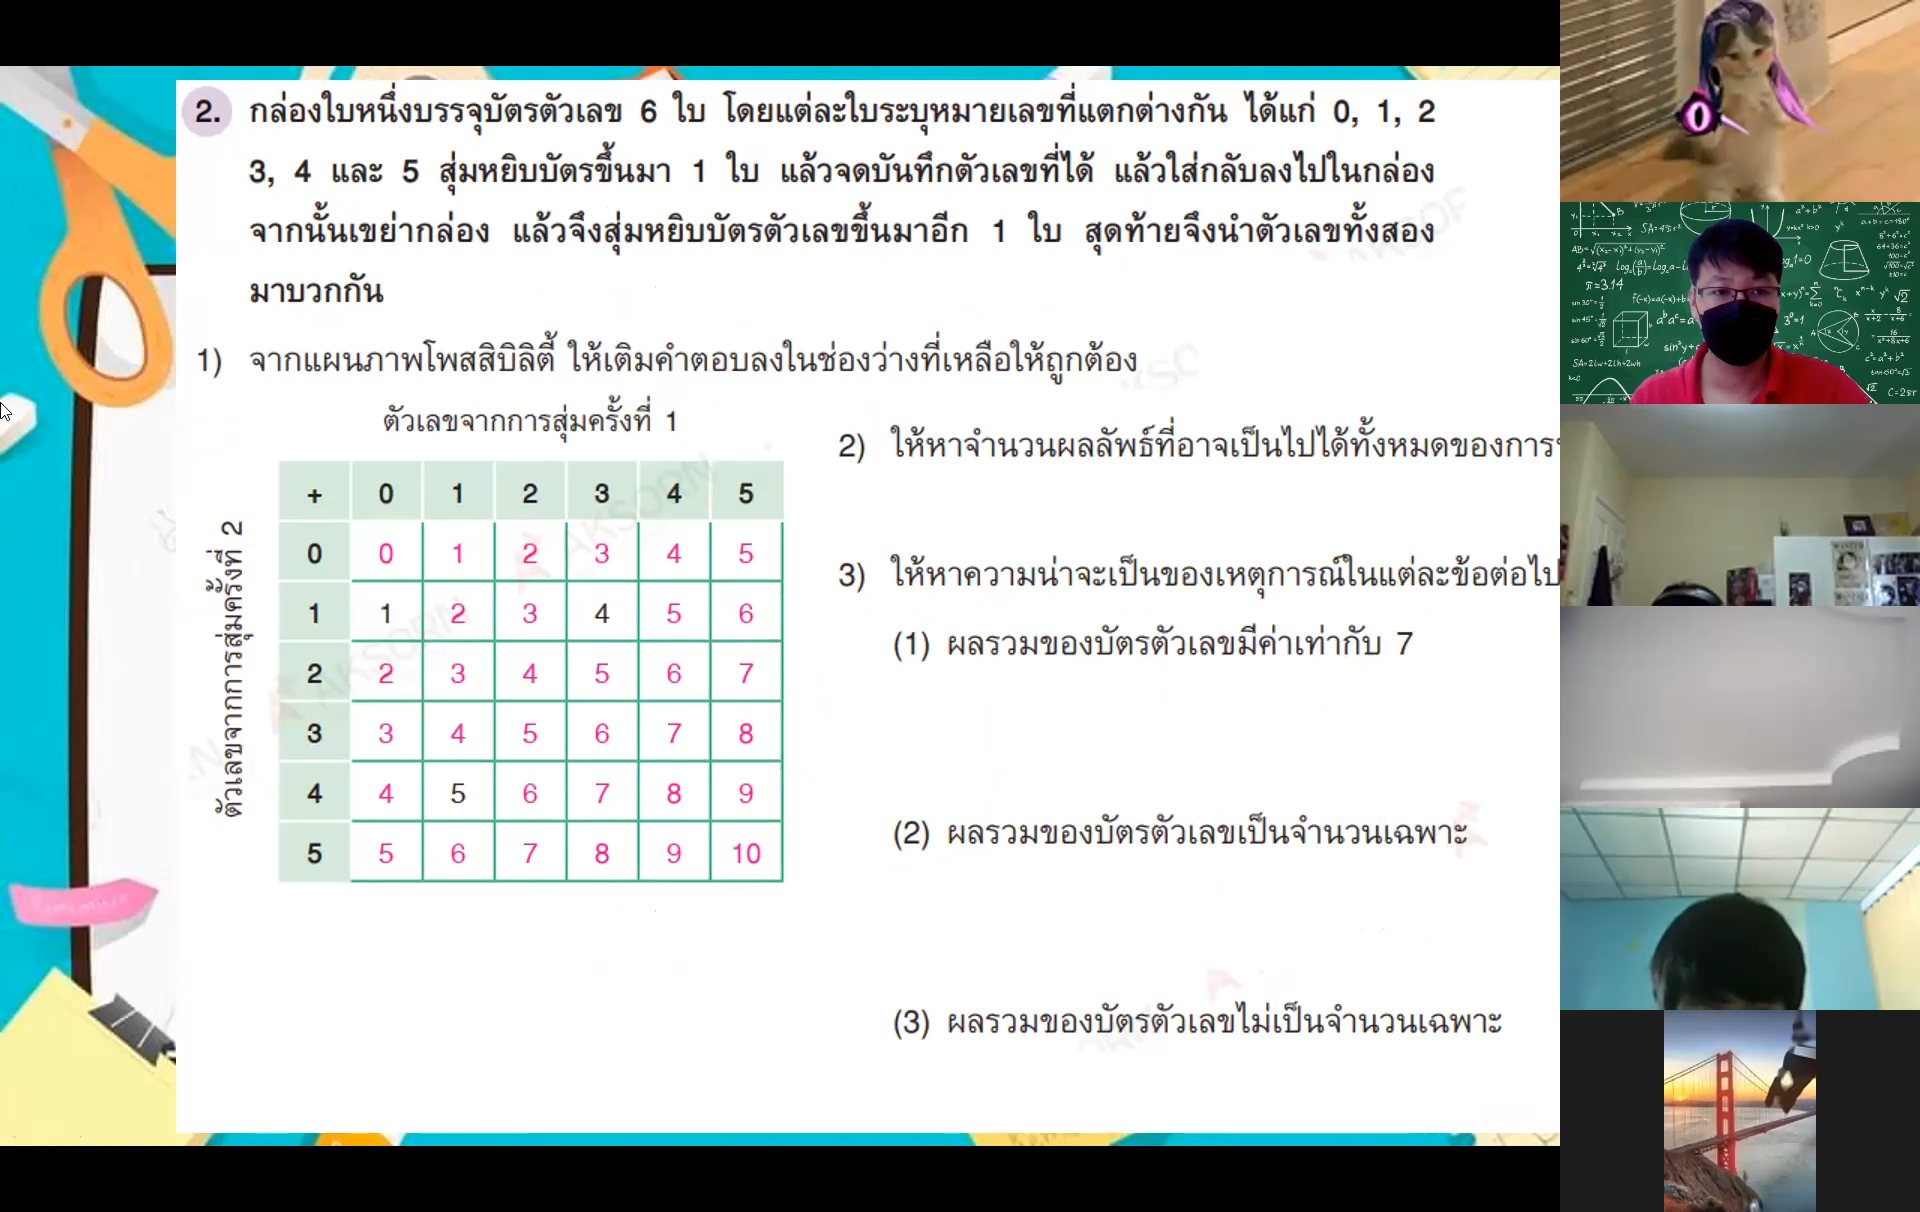 2. กล่องใบหนึ่งบรรจุบัตรตัวเลข 6 ใบ โดยแต่ละใบระบุหมายเลขที่แตกต่างกัน ได้แก่ 0, 1, 2
3, 4 และ 5 สุ่มหยิบบัตรขึ้นมา 1 ใบ แล้วจดบันทึกตัวเลขที่ได้ แล้วใส่กลับลงไปในกล่อง
จากนั้นเขย่ากล่อง แล้วจึงสุ่มหยิบบัตรตัวเลขขึ้นมาอีก 1 ใบ สุดท้ายจึงนำตัวเลขทั้งสอง
มาบวกกัน
1) จากแผนภาพโพสสิบิลิตี้ ให้เติมคำตอบลงในช่องว่างที่เหลือให้ถูกต้อง
ตัวเลขจากการสุ่มครั้งที่ 1
ตัวเลขจากการสุ่มครั้งที่ 2
+ 0 1 2 3 4 5
0 0 1 2 3 4 5
1 1 2 3 4 5 6
2 2 3 4 5 6 7
3 3 4 5 6 7 8
4 4 5 6 7 8 9
5 5 6 7 8 9 10
2) ให้หาจำนวนผลลัพธ์ที่อาจเป็นไปได้ทั้งหมดของการ
3) ให้หาความน่าจะเป็นของเหตุการณ์ในแต่ละข้อต่อไป
(1) ผลรวมของบัตรตัวเลขมีค่าเท่ากับ 7
(2) ผลรวมของบัตรตัวเลขเป็นจำนวนเฉพาะ
(3) ผลรวมของบัตรตัวเลขไม่เป็นจำนวนเฉพาะ
AKSORN
AKSORN
Remember
π=3.14